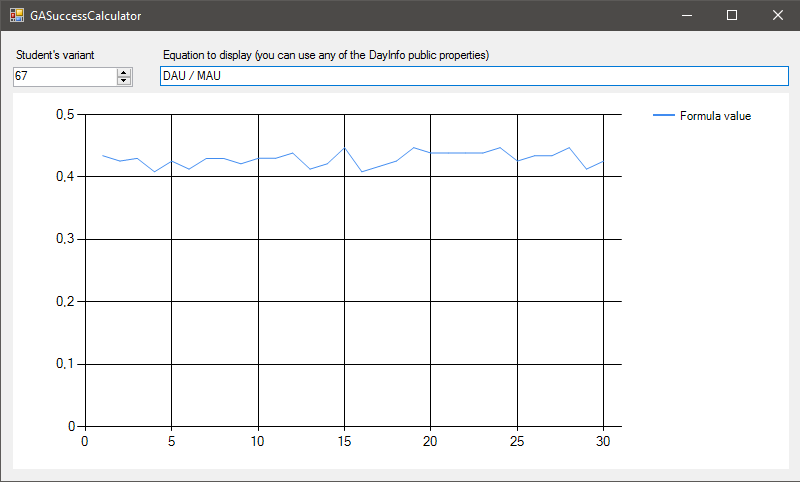 GASuccessCalculator
Student's variant
Equation to display (you can use any of the DayInfo public properties)
67
DAU / MAU
0,5
0,4
0,3
0,2
0,1
0
0 5 10 15 20 25 30
Formula value